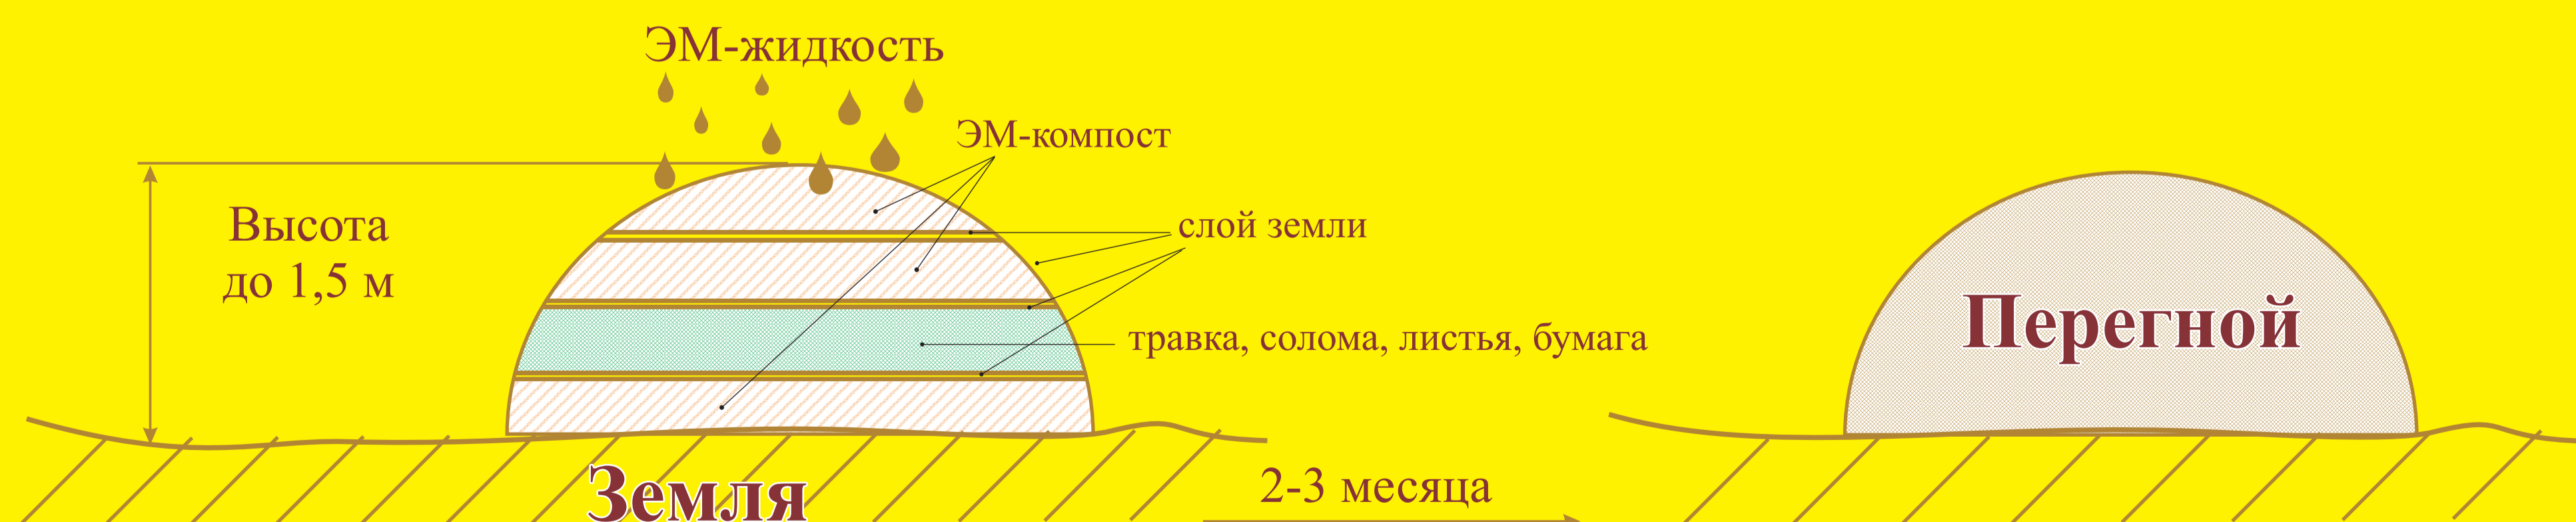 ЭМ-жидкость
ЭМ-компост
Высота
до 1,5 м
слой земли
травка, солома, листья, бумага
Перегной
Земля
2-3 месяца